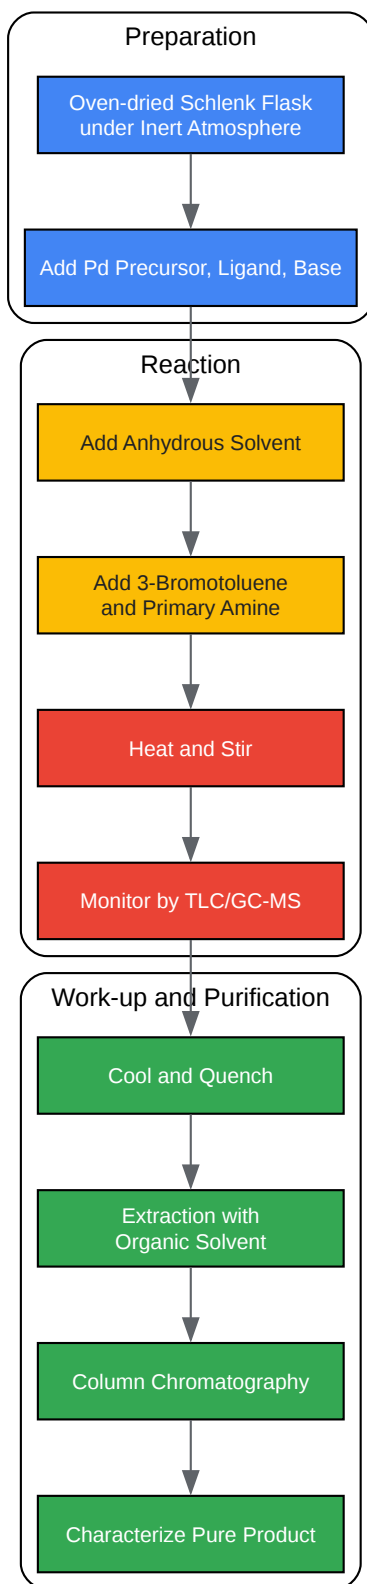 Preparation
Oven-dried Schlenk Flask
under Inert Atmosphere
Add Pd Precursor, Ligand, Base
Reaction
Add Anhydrous Solvent
Add 3-Bromotoluene
and Primary Amine
Heat and Stir
Monitor by TLC/GC-MS
Work-up and Purification
Cool and Quench
Extraction with
Organic Solvent
Column Chromatography
Characterize Pure Product